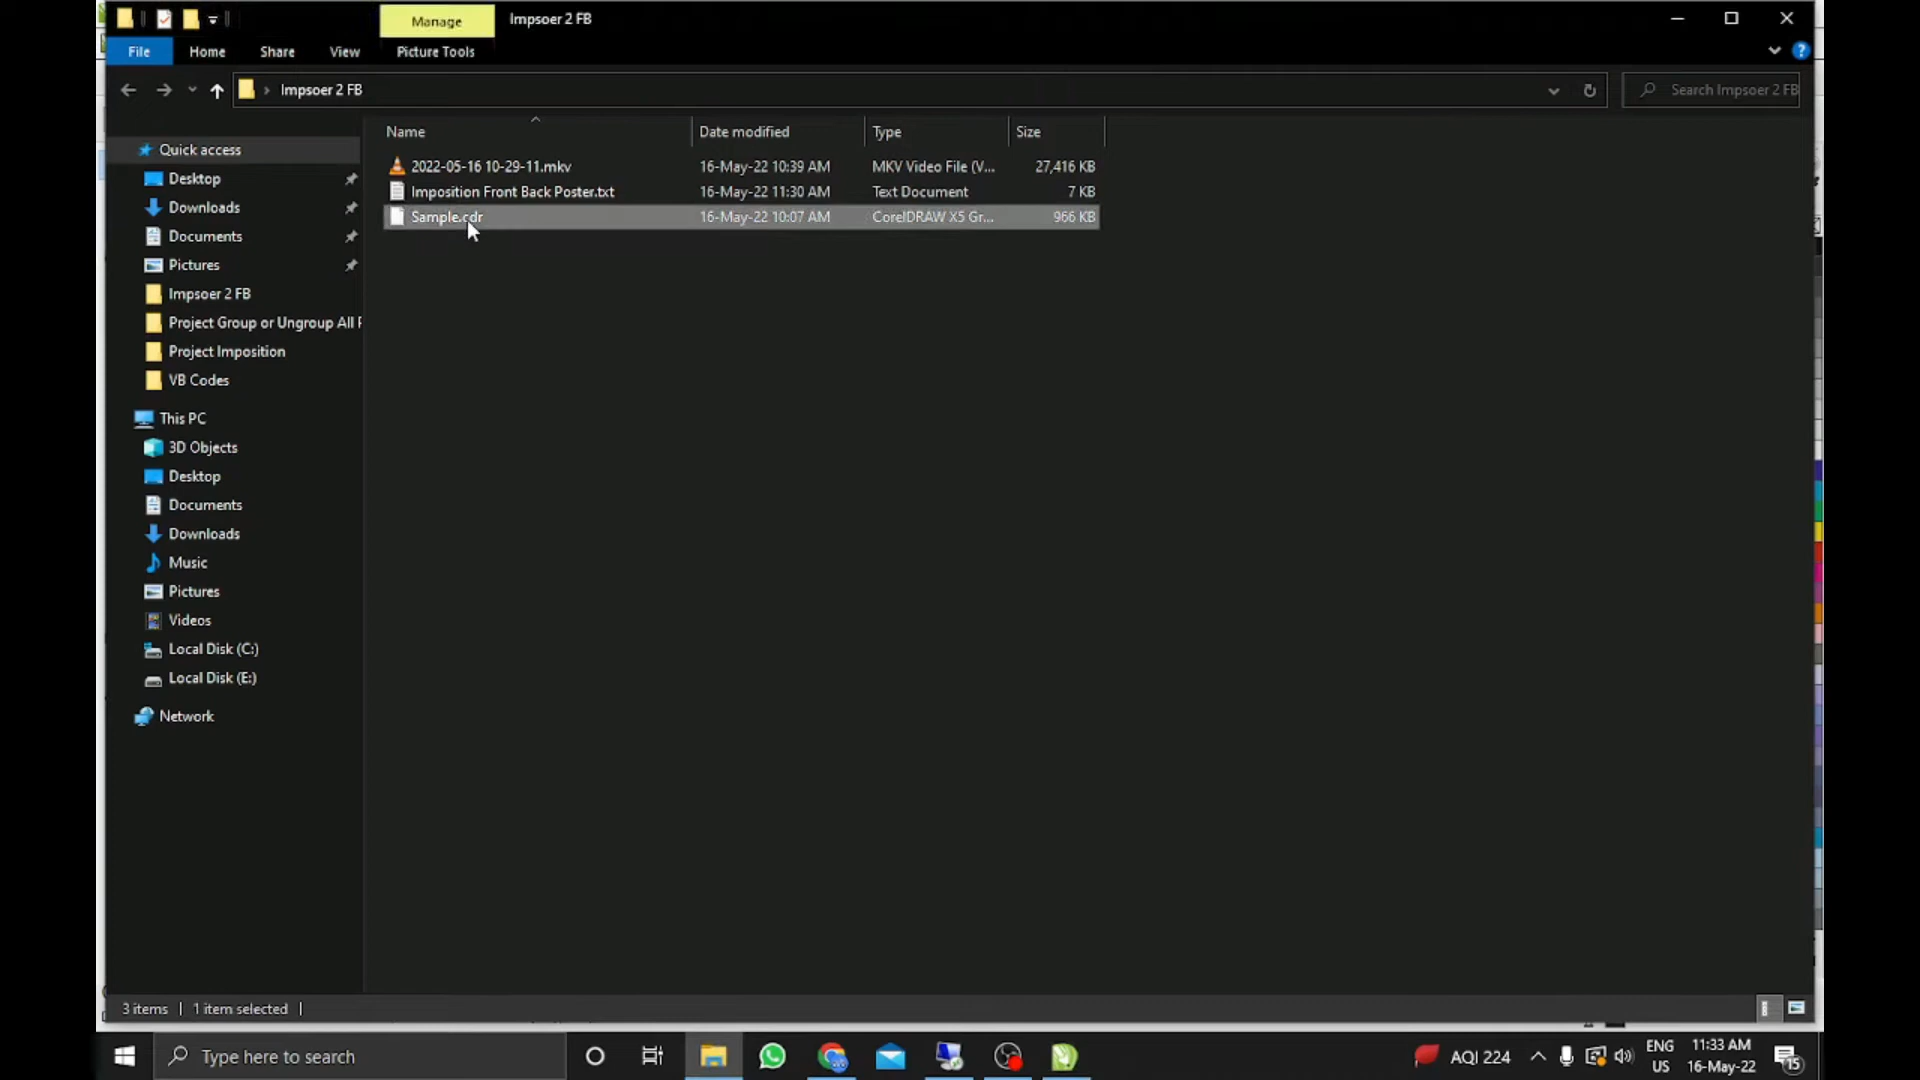 Manage
Impsoer 2 FB
File
Home
Share
View
Picture Tools
Impsoer 2 FB
Search Impsoer 2 FB
Name
Date modified
Type
Size
Quick access
2022-05-16 10-29-11.mkv
16-May-22 10:39 AM
MKV Video File (V...
27,416 KB
Imposition Front Back Poster.txt
16-May-22 11:30 AM
Text Document
7 KB
Sample.cdr
16-May-22 10:07 AM
CorelDRAW X5 Gr...
966 KB
Desktop
Downloads
Documents
Pictures
Impsoer 2 FB
Project Group or Ungroup All
Project Imposition
VB Codes
This PC
3D Objects
Desktop
Documents
Downloads
Music
Pictures
Videos
Local Disk (C:)
Local Disk (E:)
Network
3 items
1 item selected
Type here to search
AQI 224
ENG
US
11:33 AM
16-May-22
15